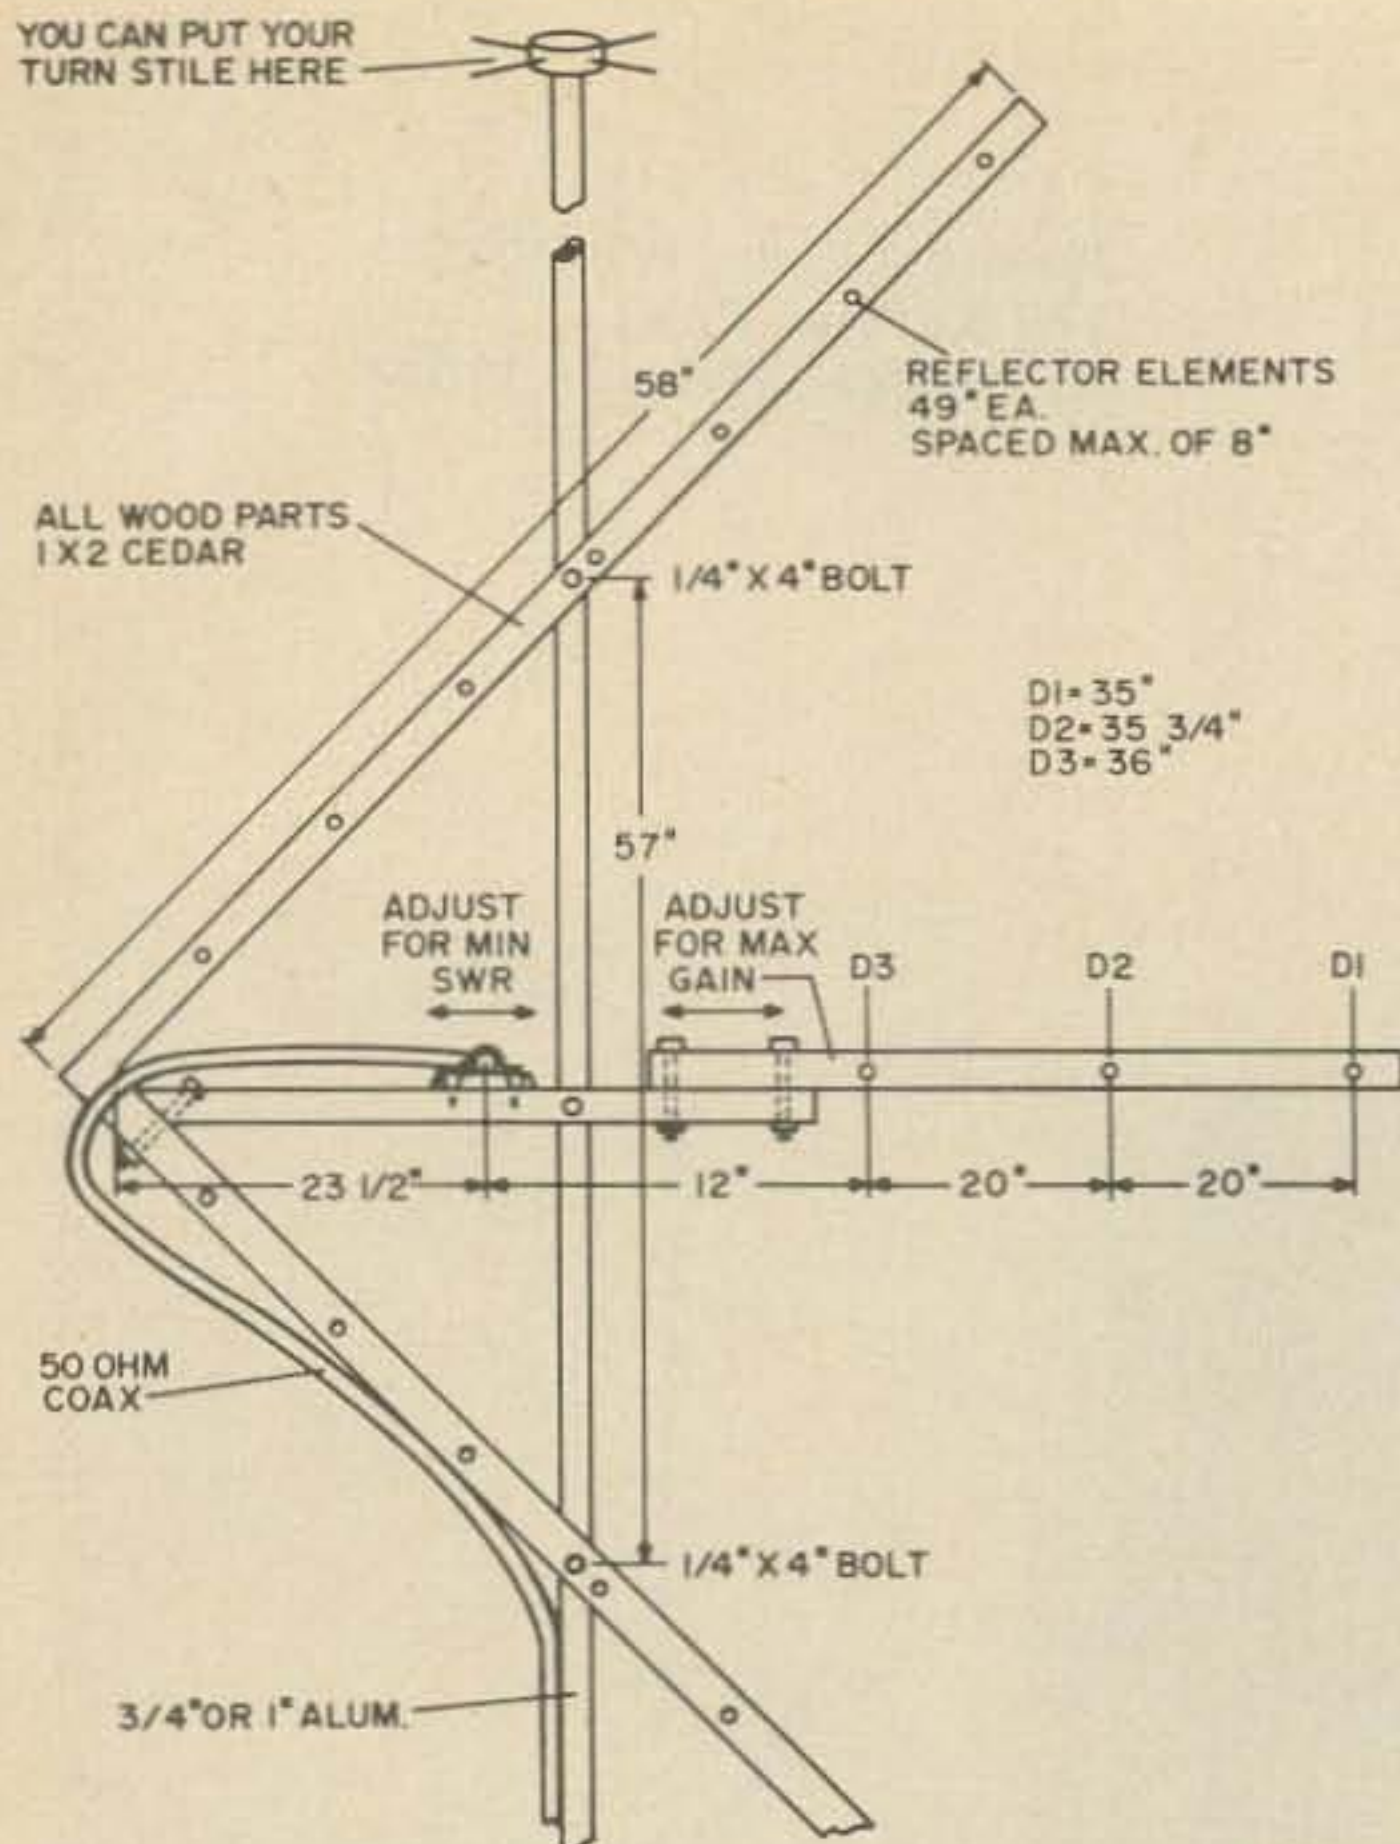 YOU CAN PUT YOUR
TURN STILE HERE
58"
REFLECTOR ELEMENTS
49" EA.
SPACED MAX. OF 8"
ALL WOOD PARTS
1 X 2 CEDAR
1/4" X 4" BOLT
D1= 35"
D2= 35 3/4"
D3= 36"
57"
ADJUST
FOR MIN
SWR
ADJUST
FOR MAX
GAIN
D3
D2
D1
23 1/2"
12"
20"
20"
50 OHM
COAX
1/4" X 4" BOLT
3/4" OR 1" ALUM.